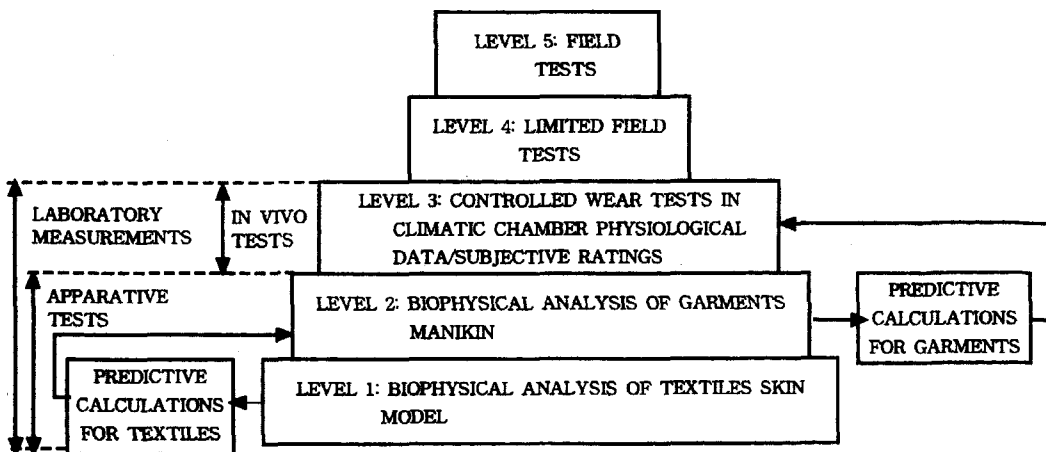 LEVEL 5: FIELD
TESTS
LEVEL 4: LIMITED FIELD
TESTS
LEVEL 3: CONTROLLED WEAR TESTS IN
CLIMATIC CHAMBER PHYSIOLOGICAL
DATA/SUBJECTIVE RATINGS
LABORATORY
MEASUREMENTS
IN VIVO
TESTS
APPARATIVE
TESTS
LEVEL 2: BIOPHYSICAL ANALYSIS OF GARMENTS
MANIKIN
PREDICTIVE
CALCULATIONS
FOR GARMENTS
PREDICTIVE
CALCULATIONS
FOR TEXTILES
LEVEL 1: BIOPHYSICAL ANALYSIS OF TEXTILES SKIN
MODEL